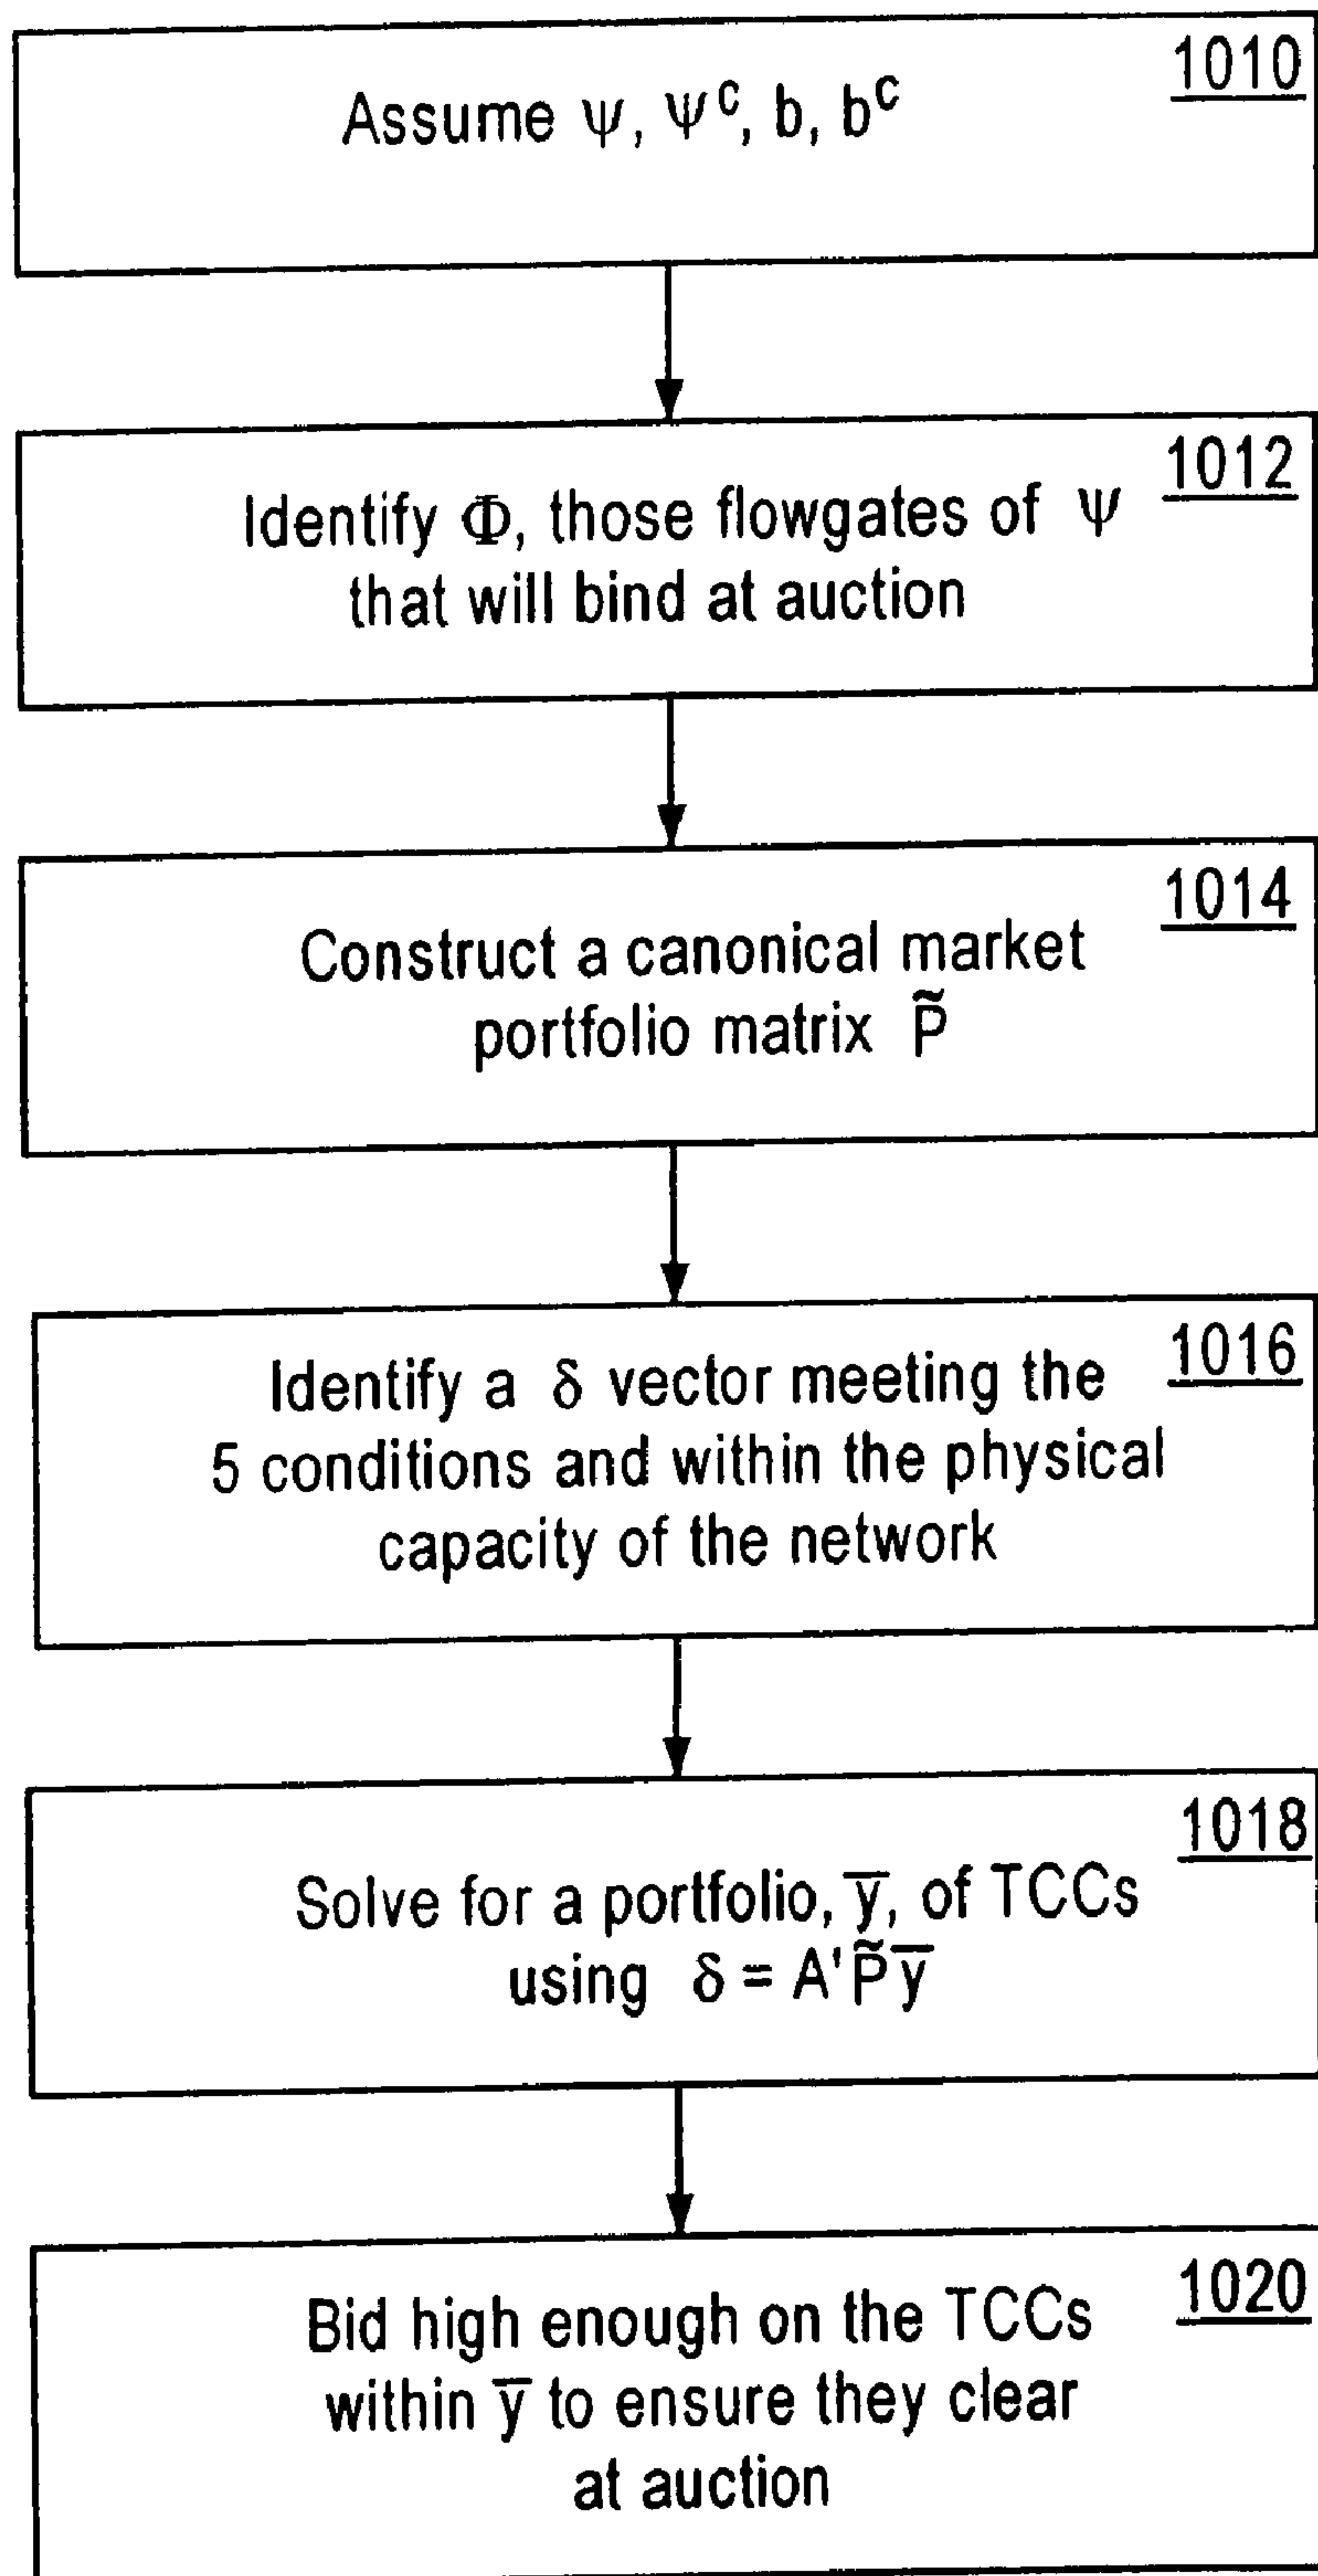 1010
Assume ψ, ψᶜ, b, bᶜ
1012
Identify Φ, those flowgates of ψ
that will bind at auction
1014
Construct a canonical market
portfolio matrix P̃
1016
Identify a δ vector meeting the
5 conditions and within the physical
capacity of the network
1018
Solve for a portfolio, y̅, of TCCs
using δ = A'P̃y̅
1020
Bid high enough on the TCCs
within y̅ to ensure they clear
at auction